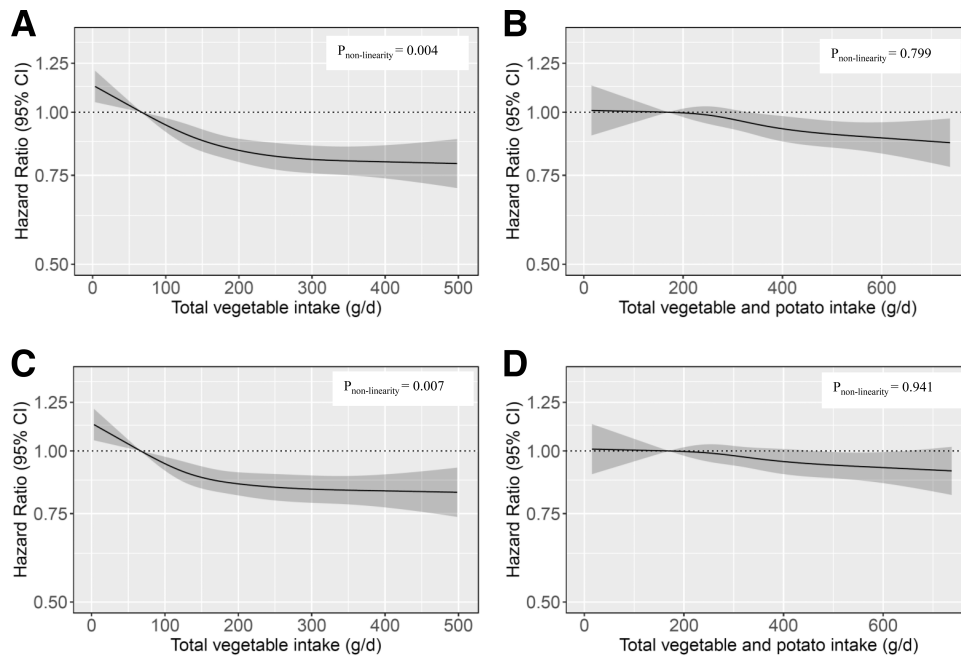 A
P non-linearity = 0.004
Hazard Ratio (95% CI)
1.25
1.00
0.75
0.50
0 100 200 300 400 500
Total vegetable intake (g/d)
B
P non-linearity = 0.799
Hazard Ratio (95% CI)
1.25
1.00
0.75
0.50
0 200 400 600
Total vegetable and potato intake (g/d)
C
P non-linearity = 0.007
Hazard Ratio (95% CI)
1.25
1.00
0.75
0.50
0 100 200 300 400 500
Total vegetable intake (g/d)
D
P non-linearity = 0.941
Hazard Ratio (95% CI)
1.25
1.00
0.75
0.50
0 200 400 600
Total vegetable and potato intake (g/d)